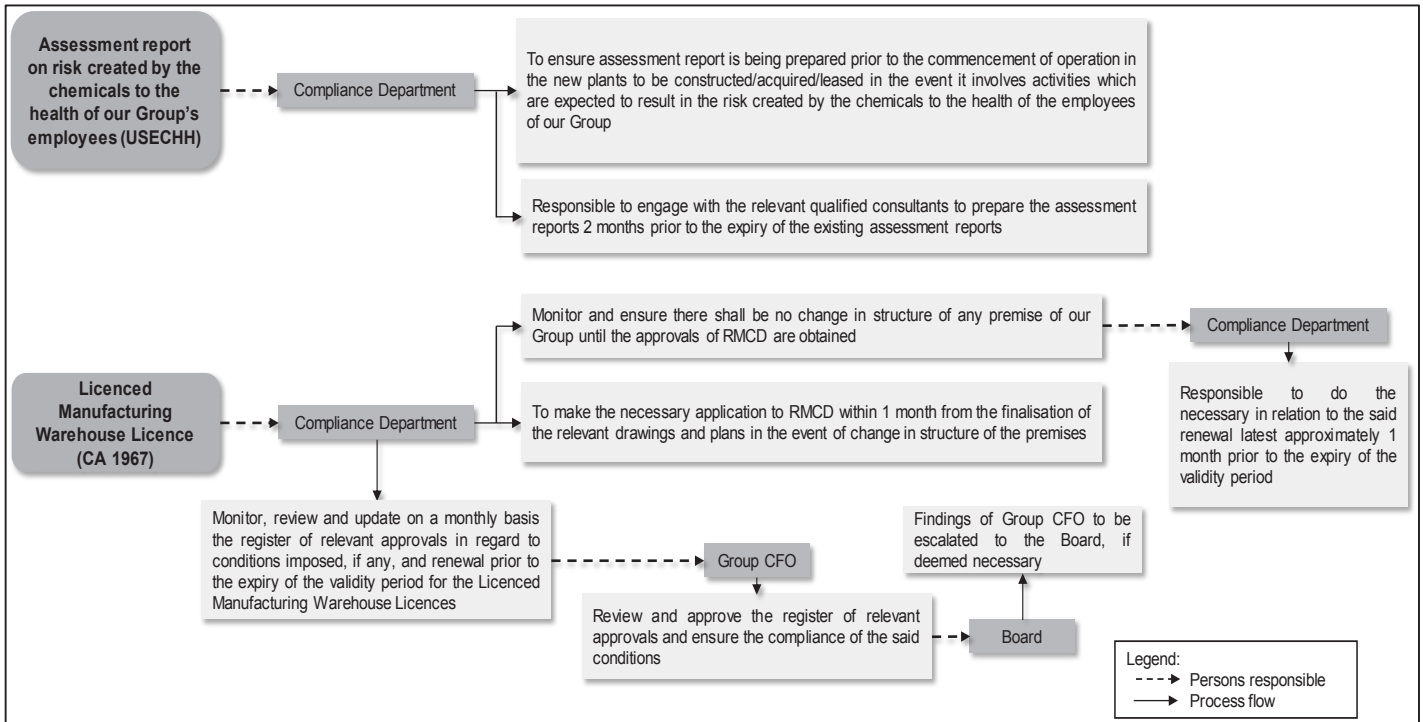 Assessment report
on risk created by the
chemicals to the
health of our Group's
employees (USECHH)
Compliance Department
To ensure assessment report is being prepared prior to the commencement of operation in
the new plants to be constructed/acquired/leased in the event it involves activities which
are expected to result in the risk created by the chemicals to the health of the employees
of our Group
Responsible to engage with the relevant qualified consultants to prepare the assessment
reports 2 months prior to the expiry of the existing assessment reports
Licenced
Manufacturing
Warehouse Licence
(CA 1967)
Compliance Department
Monitor and ensure there shall be no change in structure of any premise of our
Group until the approvals of RMCD are obtained
Compliance Department
Responsible to do the
necessary in relation to the said
renewal latest approximately 1
month prior to the expiry of the
validity period
To make the necessary application to RMCD within 1 month from the finalisation of
the relevant drawings and plans in the event of change in structure of the premises
Monitor, review and update on a monthly basis
the register of relevant approvals in regard to
conditions imposed, if any, and renewal prior to
the expiry of the validity period for the Licenced
Manufacturing Warehouse Licences
Group CFO
Review and approve the register of relevant
approvals and ensure the compliance of the said
conditions
Board
Findings of Group CFO to be
escalated to the Board, if
deemed necessary
Legend:
Persons responsible
Process flow